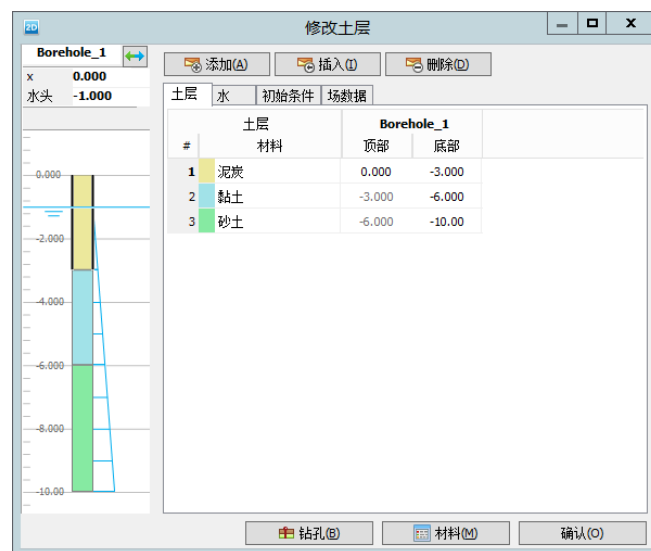 2D 修改土层
Borehole_1
x 0.000
水头 -1.000
添加(A) 插入(I) 删除(D)
土层 水 初始条件 场数据
土层 Borehole_1
# 材料 顶部 底部
1 泥炭 0.000 -3.000
2 黏土 -3.000 -6.000
3 砂土 -6.000 -10.00
0.000
-2.000
-4.000
-6.000
-8.000
-10.00
钻孔(B) 材料(M) 确认(O)